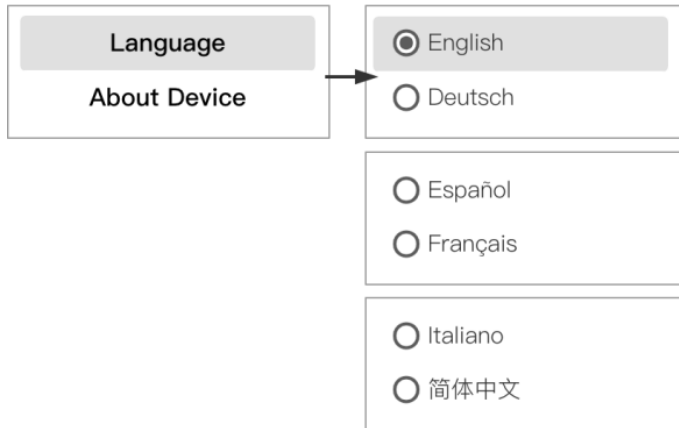 Language
About Device
English
Deutsch
Español
Français
Italiano
简体中文